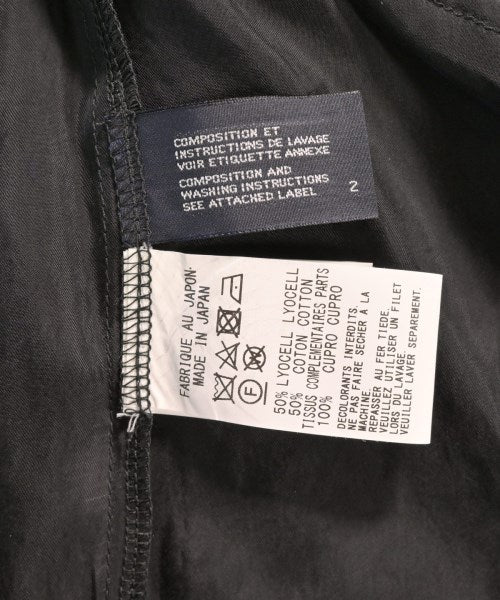 COMPOSITION ET
INSTRUCTIONS DE LAVAGE
VOIR ETIQUETTE ANNEXE
COMPOSITION AND
WASHING INSTRUCTIONS
SEE ATTACHED LABEL
2
FABRIQUE AU JAPON
MADE IN JAPAN
F
50% LYOCELL LYOCELL
50% COTON COTTON
TISSUS COMPLEMENTAIRES PARTS
100% CUPRO CUPRO
DECOLORANTS INTERDITS.
NE PAS FAIRE SECHER A LA
MACHINE.
REPASSER AU FER TIEDE.
VEUILLEZ UTILISER UN FILET
LORS DU LAVAGE.
VEUILLER LAVER SEPAREMENT.